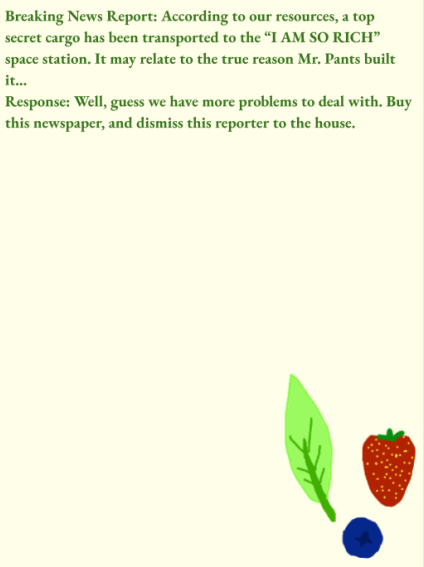 Breaking News Report: According to our resources, a top
secret cargo has been transported to the “I AM SO RICH”
space station. It may relate to the true reason Mr. Pants built
it...
Response: Well, guess we have more problems to deal with. Buy
this newspaper, and dismiss this reporter to the house.